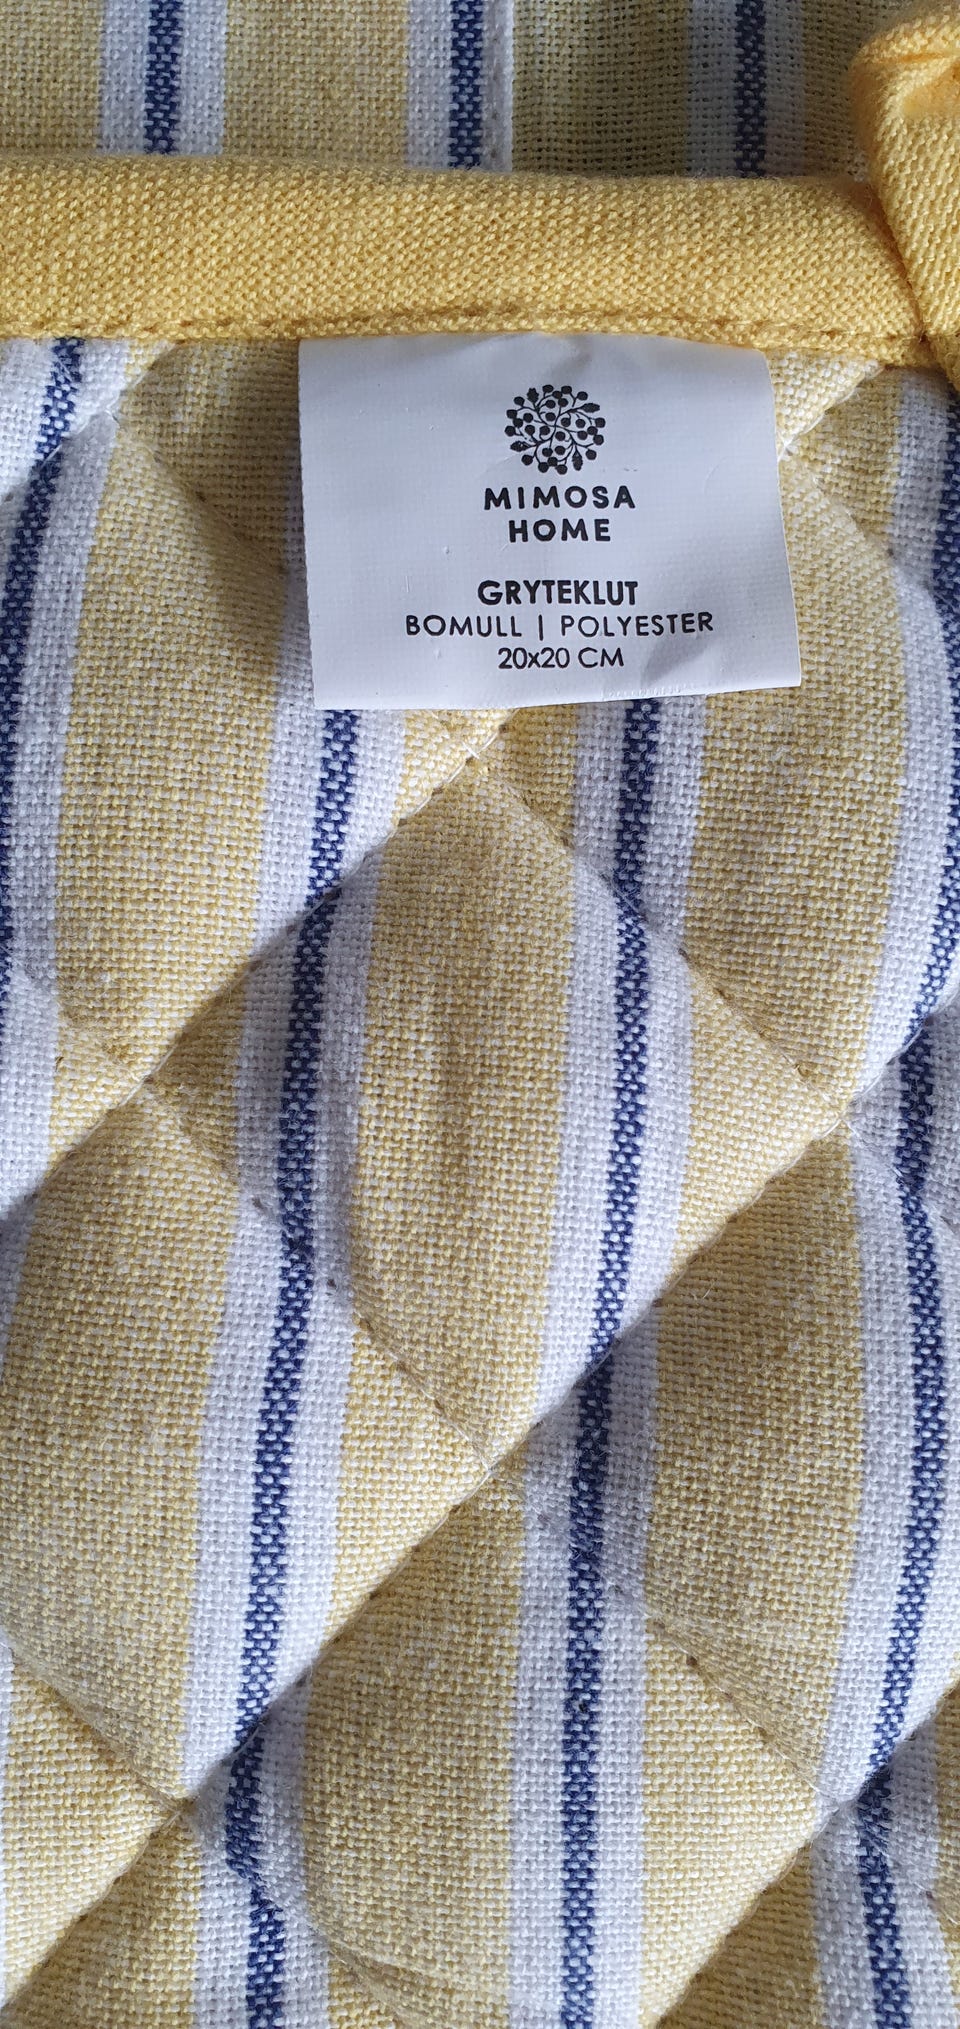 MIMOSA
HOME
GRYTEKLUT
BOMULL | POLYESTER
20x20 CM